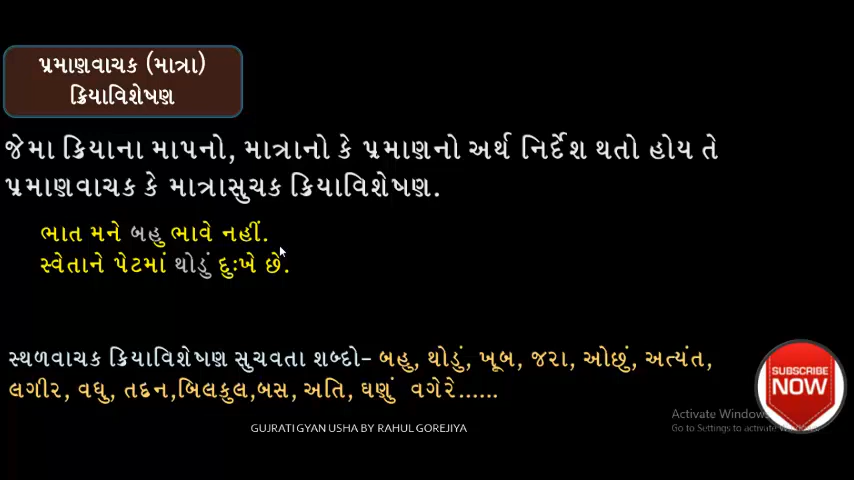 પ્રમાણવાચક (માત્રા)
ક્રિયાવિશેષણ
જેમા ક્રિયાના માપનો, માત્રાનો કે પ્રમાણનો અર્થ નિર્દેશ થતો હોય તે
પ્રમાણવાચક કે માત્રાસુચક ક્રિયાવિશેષણ.
ભાત મને બહુ ભાવે નહીં.
સ્વેતાને પેટમાં થોડું દુઃખે છે.
સ્થળવાચક ક્રિયાવિશેષણ સુચવતા શબ્દો– બહુ, થોડું, ખૂબ, જરા, ઓછું, અત્યંત,
લગીર, વધુ, તદ્દન,બિલકુલ,બસ, અતિ, ઘણું વગેરે......
SUBSCRIBE
NOW
Activate Windows
Go to Settings to activate
GUJRATI GYAN USHA BY RAHUL GOREJIYA